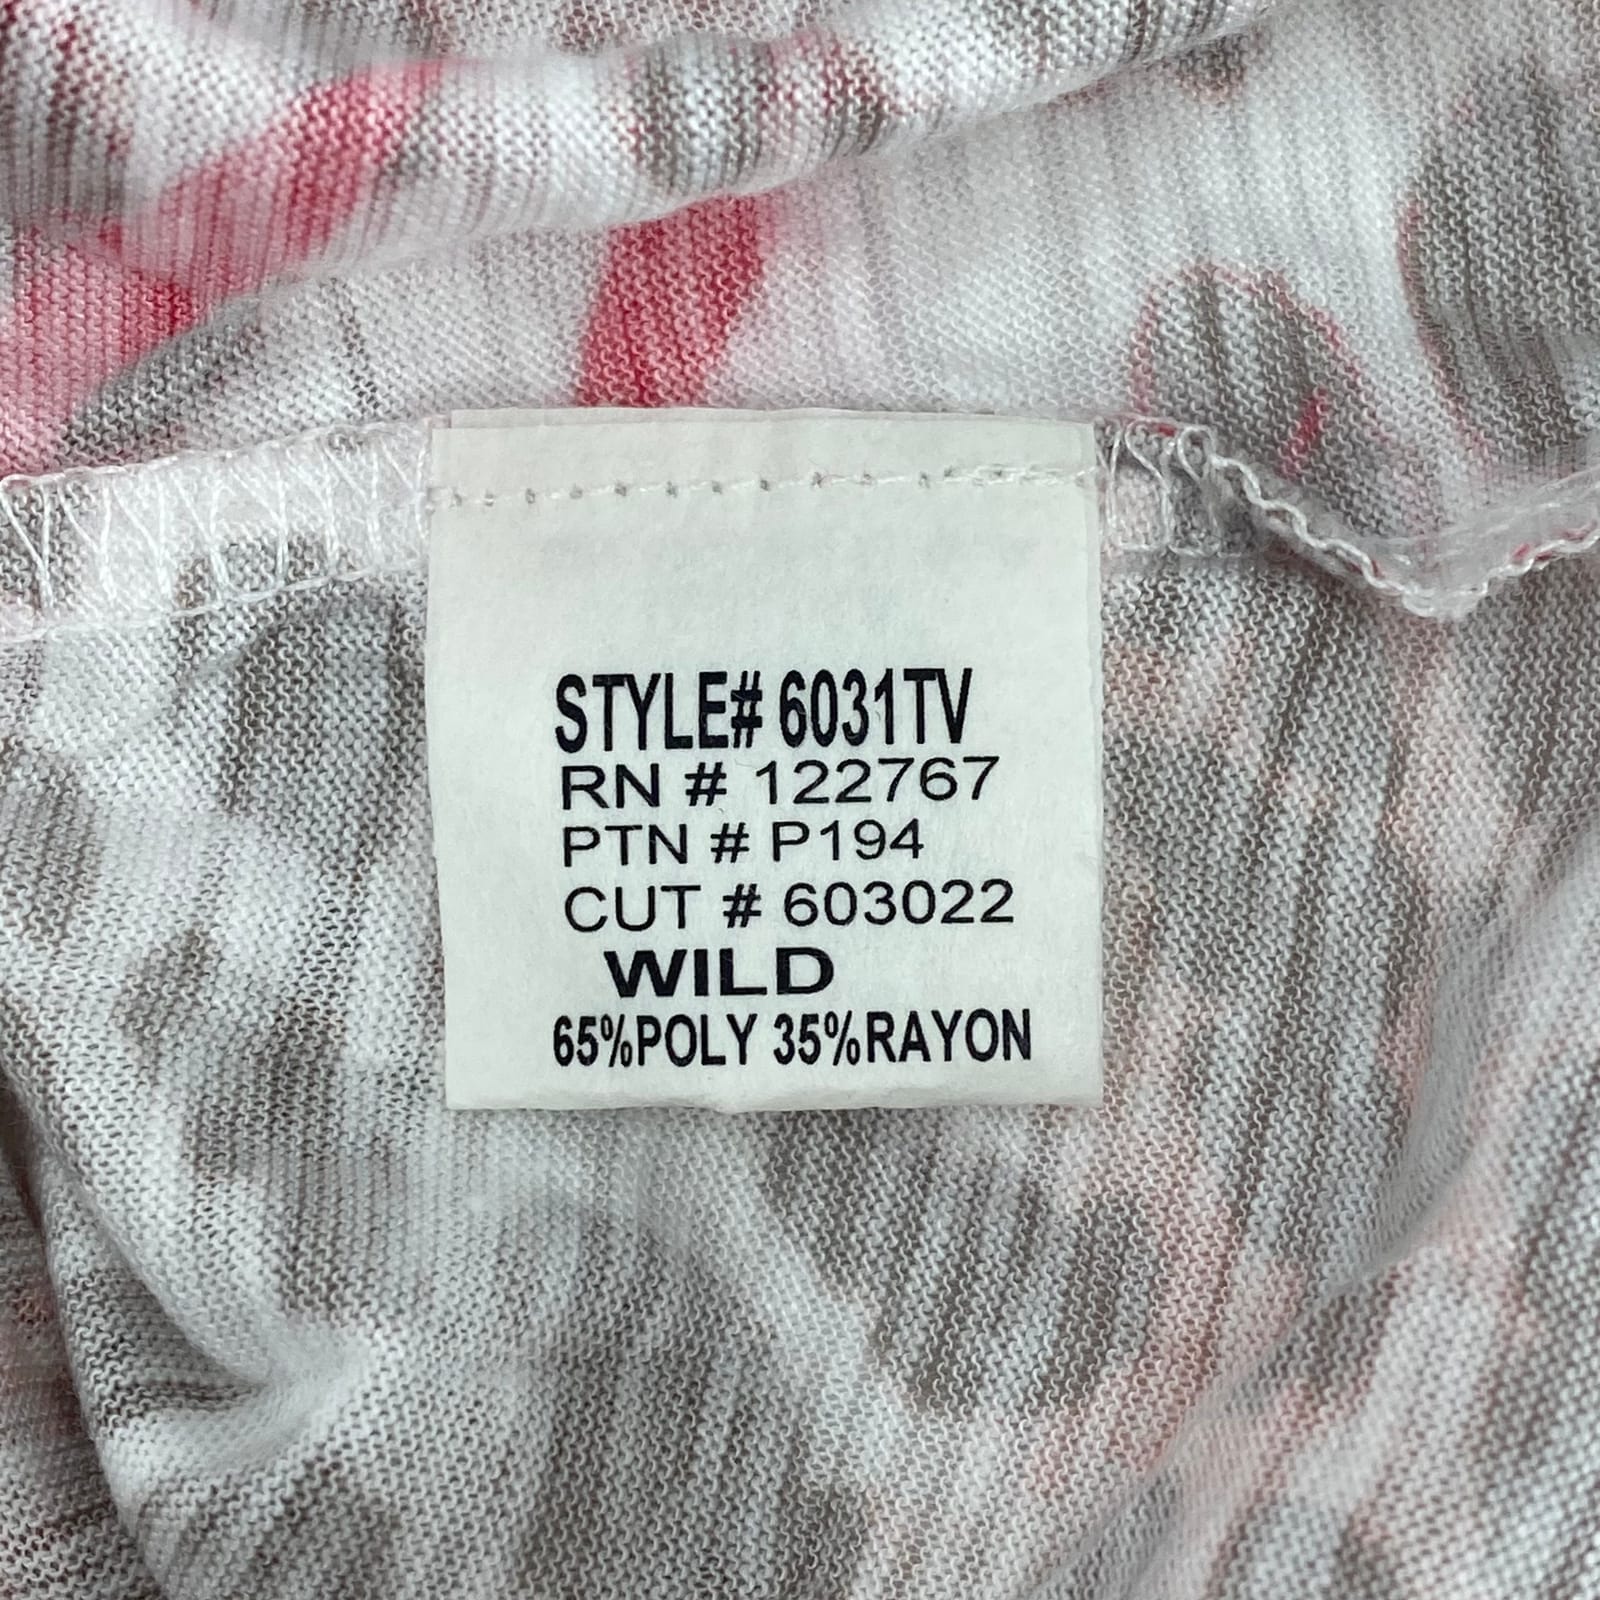 STYLE# 6031TV
RN # 122767
PTN # P194
CUT # 603022
WILD
65%POLY 35%RAYON